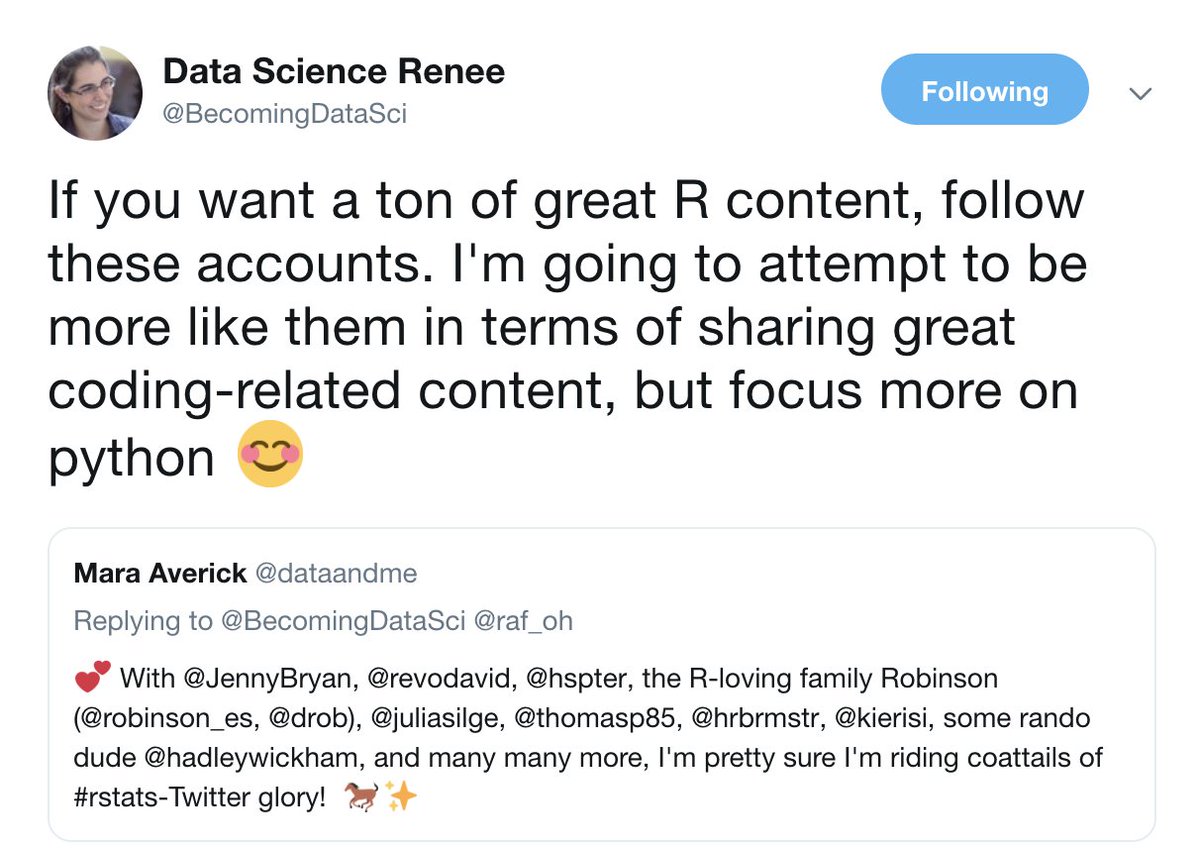 Data Science Renee
@BecomingDataSci
Following
If you want a ton of great R content, follow
these accounts. I'm going to attempt to be
more like them in terms of sharing great
coding-related content, but focus more on
python 😊
Mara Averick @dataandme
Replying to @BecomingDataSci @raf_oh
💕 With @JennyBryan, @revodavid, @hspter, the R-loving family Robinson
(@robinson_es, @drob), @juliasilge, @thomasp85, @hrbrmstr, @kierisi, some rando
dude @hadleywickham, and many many more, I'm pretty sure I'm riding coattails of
#rstats-Twitter glory! 🐎✨